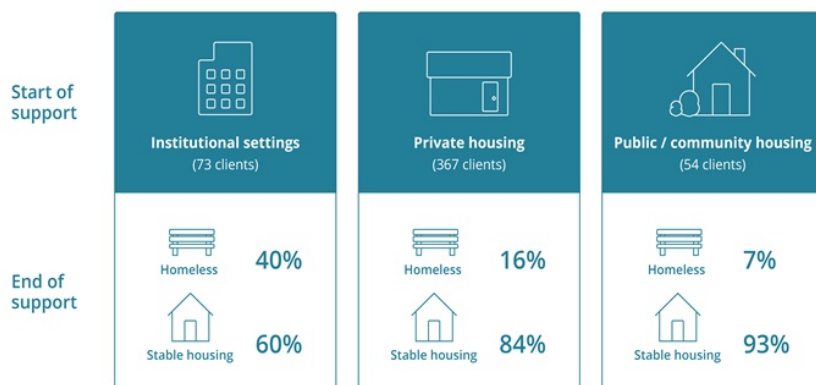 Start of
support
Institutional settings
(73 clients)
Private housing
(367 clients)
Public / community housing
(54 clients)
End of
support
Homeless
40%
Stable housing
60%
Homeless
16%
Stable housing
84%
Homeless
7%
Stable housing
93%